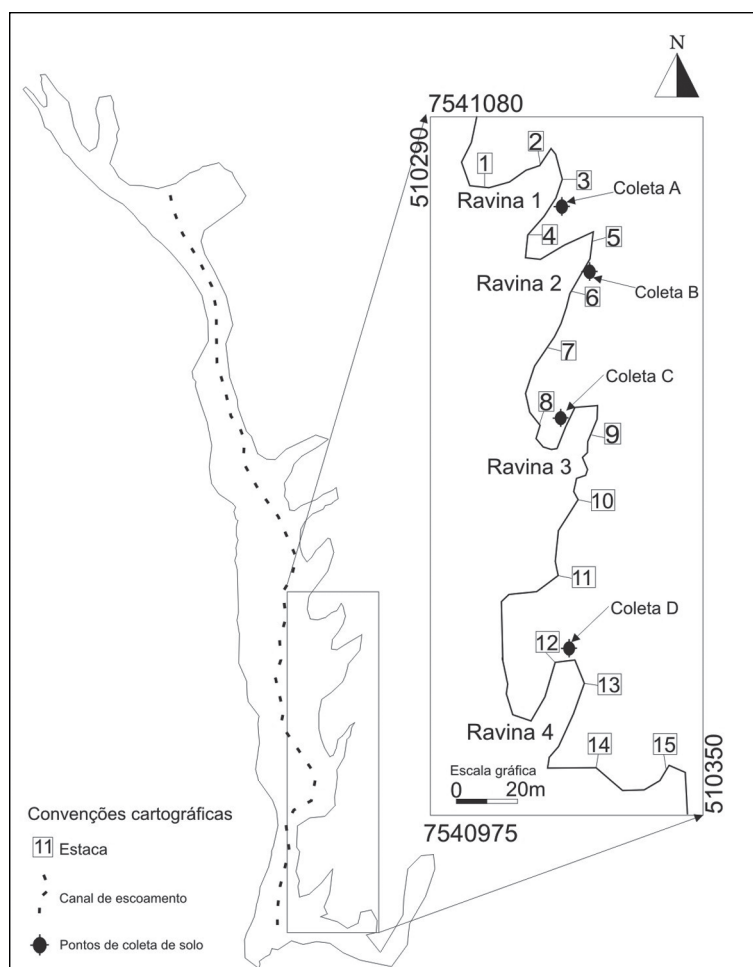 N
7541080
510290
2
1
3
Coleta A
Ravina 1
4
5
Ravina 2
Coleta B
6
7
Coleta C
8
9
Ravina 3
10
11
Coleta D
12
13
Ravina 4
14
15
Escala gráfica
0 20m
510350
7540975
Convenções cartográficas
11 Estaca
Canal de escoamento
Pontos de coleta de solo